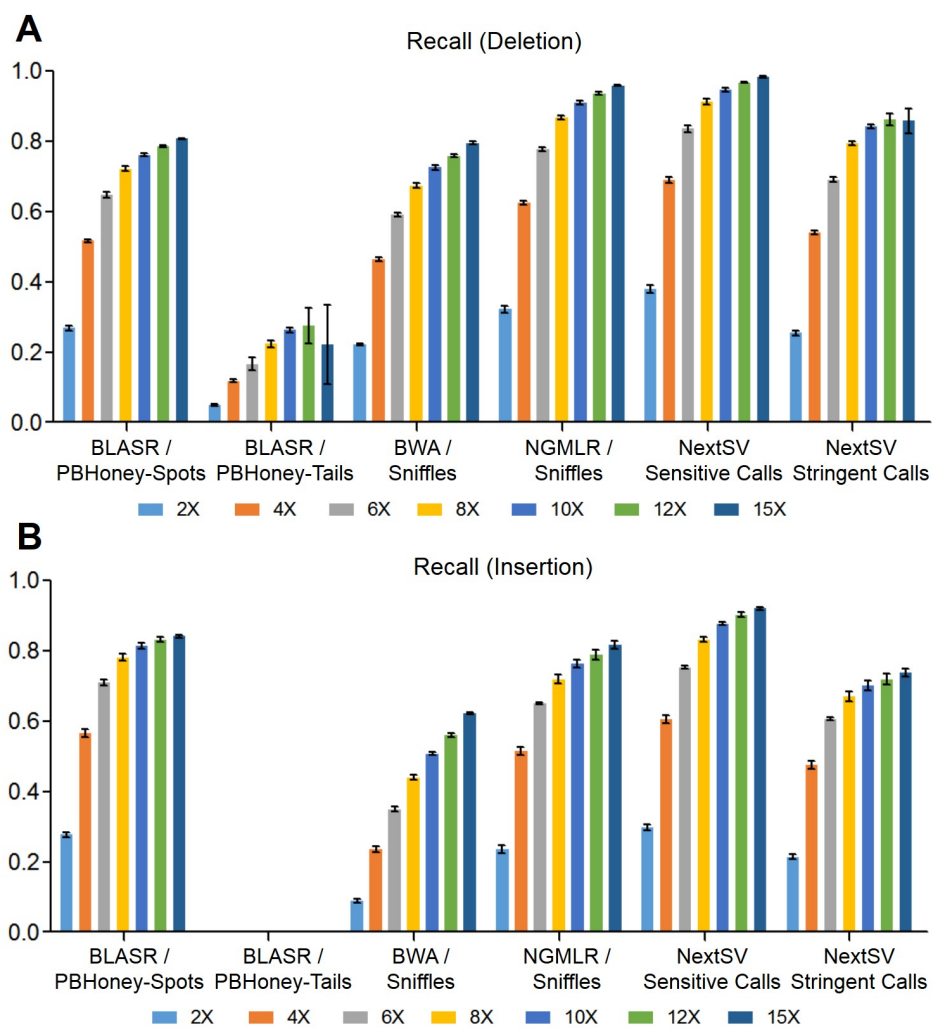 A
Recall (Deletion)
1.0
0.8
0.6
0.4
0.2
0.0
BLASR / BLASR / BWA / NGMLR / NextSV NextSV
PBHoney-Spots PBHoney-Tails Sniffles Sniffles Sensitive Calls Stringent Calls
2X 4X 6X 8X 10X 12X 15X
B
Recall (Insertion)
1.0
0.8
0.6
0.4
0.2
0.0
BLASR / BLASR / BWA / NGMLR / NextSV NextSV
PBHoney-Spots PBHoney-Tails Sniffles Sniffles Sensitive Calls Stringent Calls
2X 4X 6X 8X 10X 12X 15X